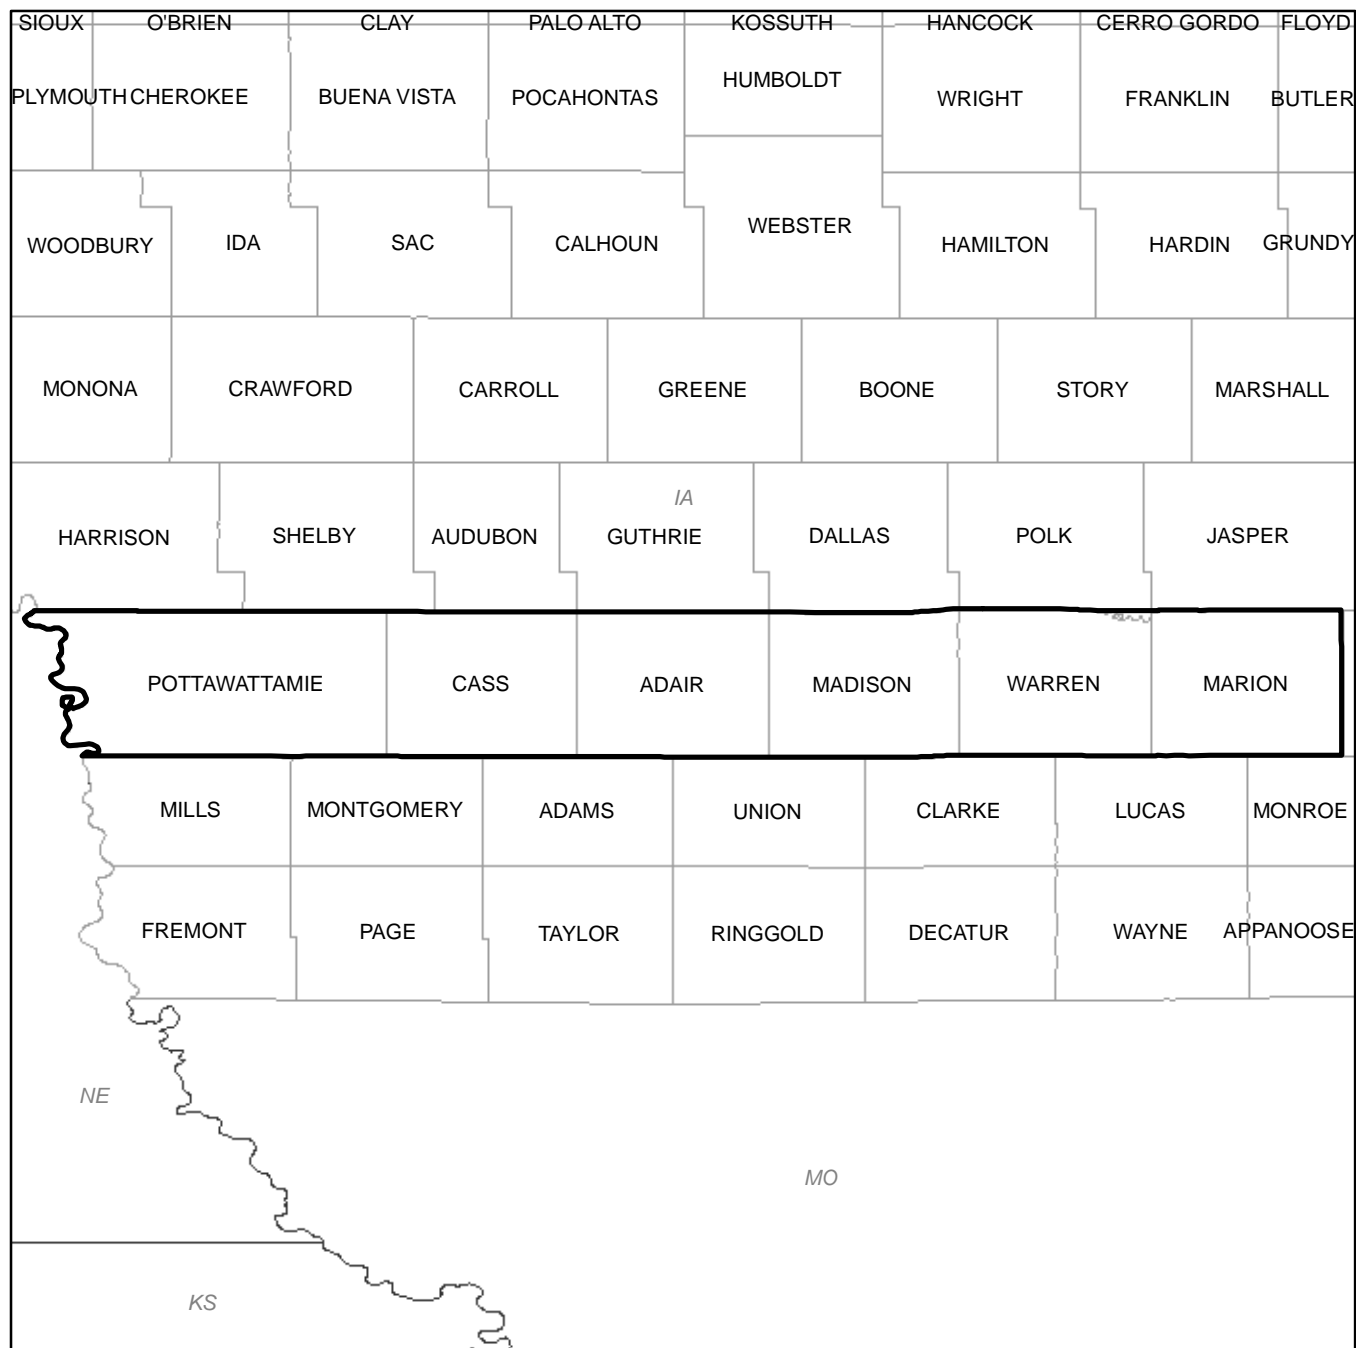 SIOUX O'BRIEN CLAY PALO ALTO KOSSUTH HANCOCK CERRO GORDO FLOYD
PLYMOUTH CHEROKEE BUENA VISTA POCAHONTAS HUMBOLDT WRIGHT FRANKLIN BUTLER
WOODBURY IDA SAC CALHOUN WEBSTER HAMILTON HARDIN GRUNDY
MONONA CRAWFORD CARROLL GREENE BOONE STORY MARSHALL
IA
HARRISON SHELBY AUDUBON GUTHRIE DALLAS POLK JASPER
POTTAWATTAMIE CASS ADAIR MADISON WARREN MARION
MILLS MONTGOMERY ADAMS UNION CLARKE LUCAS MONROE
FREMONT PAGE TAYLOR RINGGOLD DECATUR WAYNE APPANOOSE
NE
MO
KS